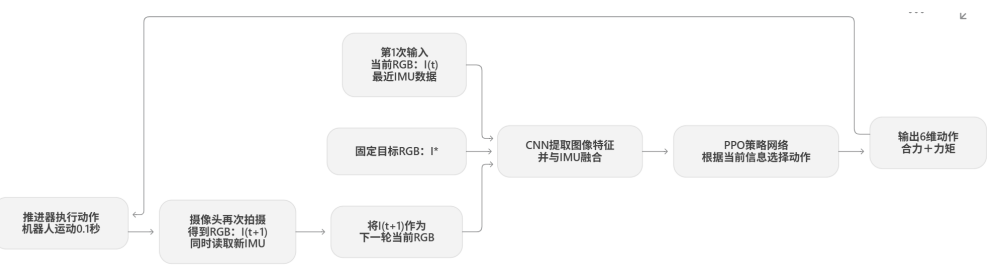 第1次输入
当前RGB：I(t)
最近IMU数据
固定目标RGB：I*
CNN提取图像特征
并与IMU融合
PPO策略网络
根据当前信息选择动作
输出6维动作
合力＋力矩
推进器执行动作
机器人运动0.1秒
摄像头再次拍摄
得到RGB：I(t+1)
同时读取新IMU
将I(t+1)作为
下一轮当前RGB